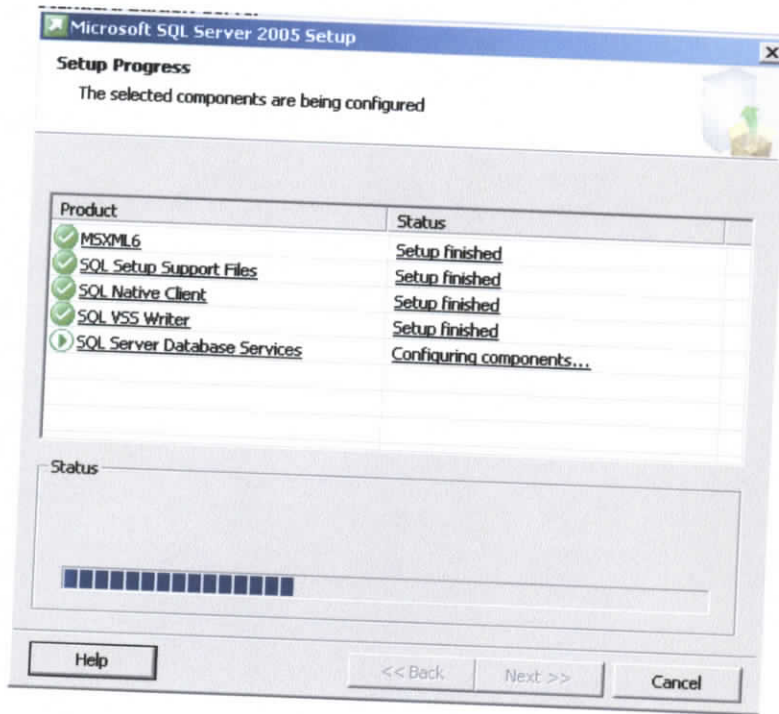 Microsoft SQL Server 2005 Setup
Setup Progress
The selected components are being configured
Product Status
MSXML6 Setup finished
SQL Setup Support Files Setup finished
SQL Native Client Setup finished
SQL VSS Writer Setup finished
SQL Server Database Services Configuring components...
Status
Help << Back Next >> Cancel